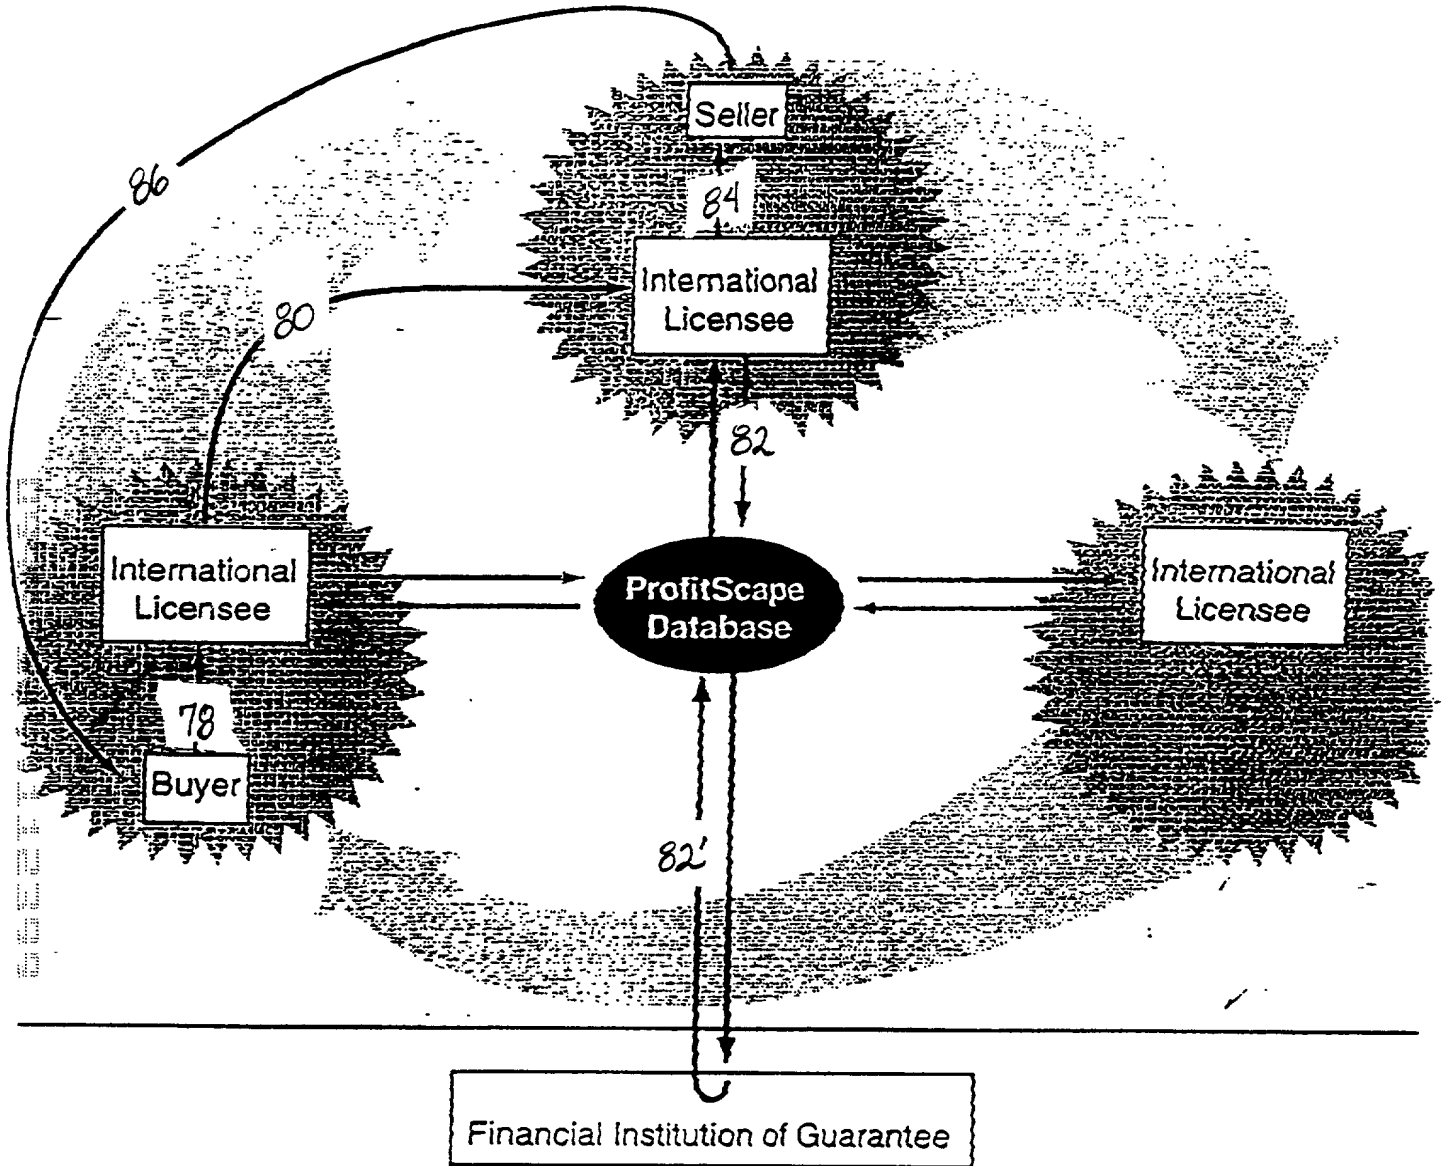 Seller
86
84
International
Licensee
80
82
International
Licensee
ProfitScape
Database
International
Licensee
78
Buyer
82'
Financial Institution of Guarantee